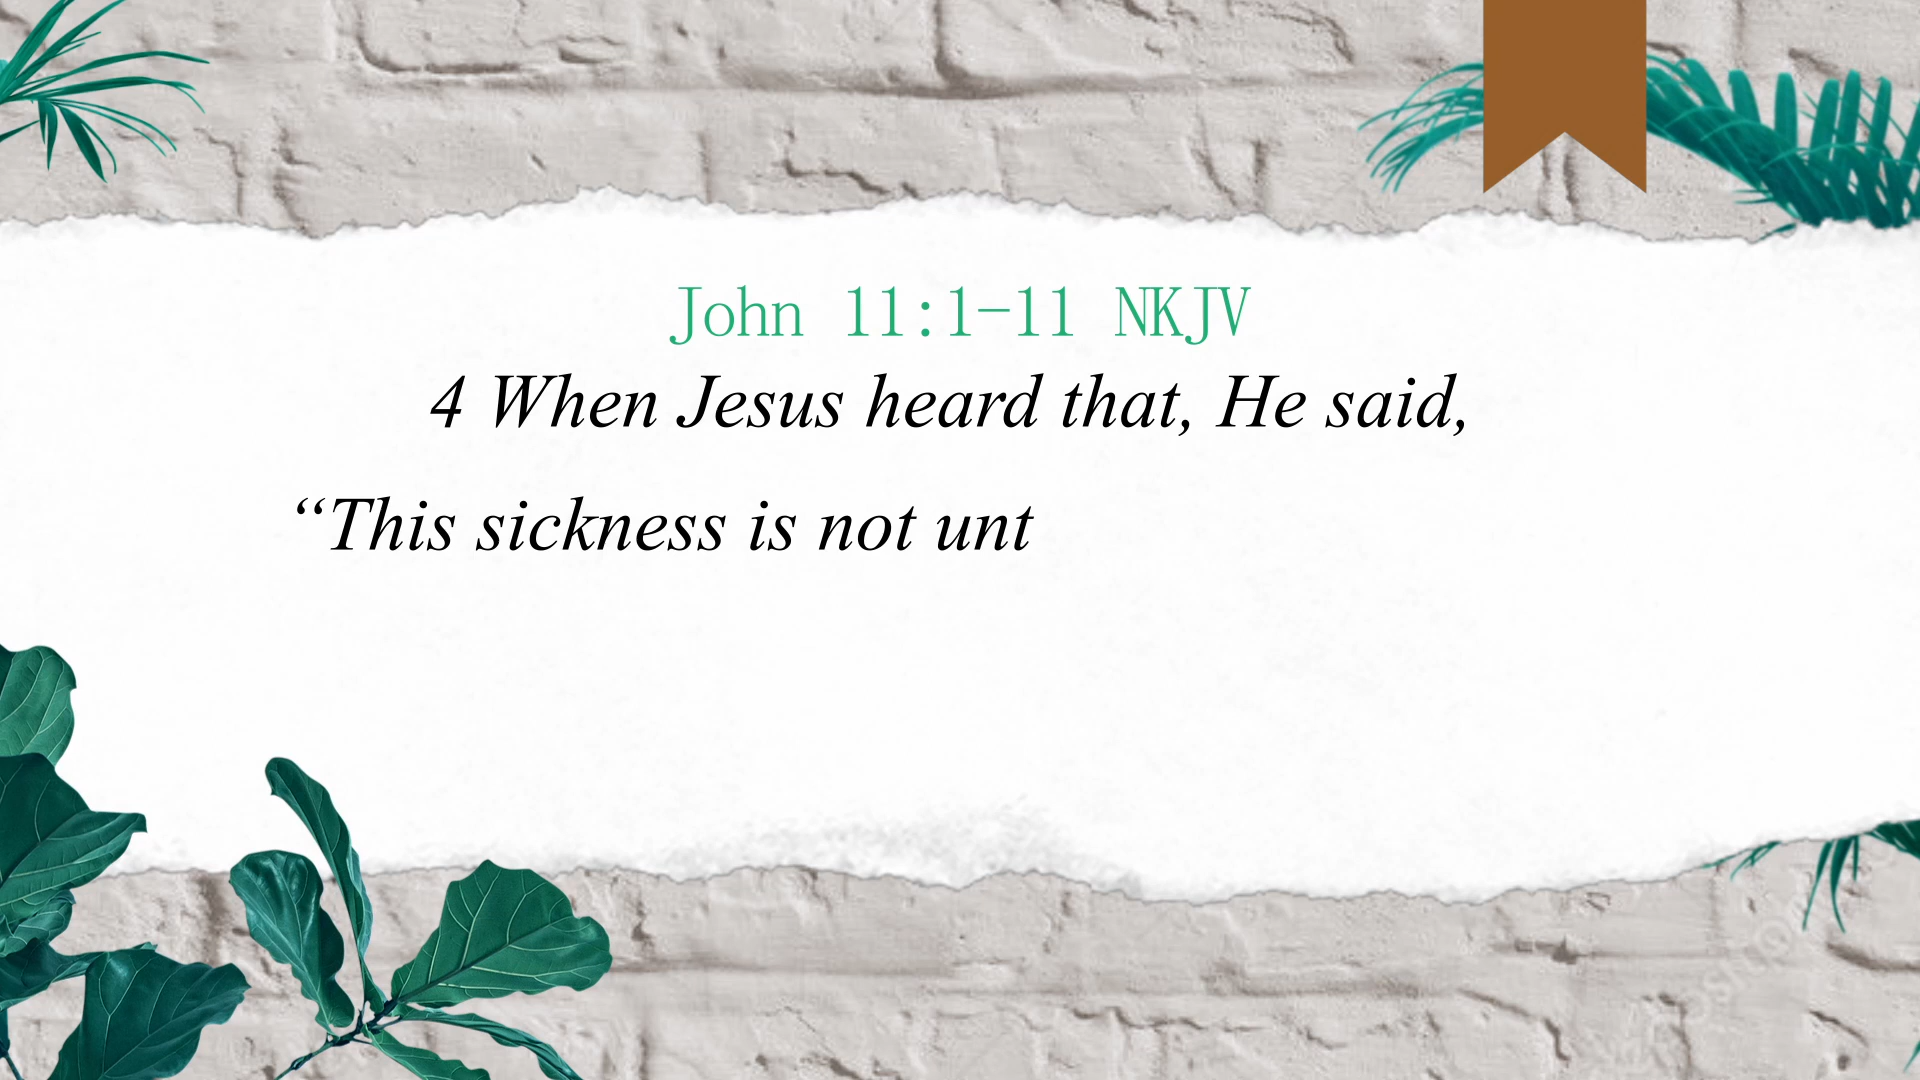 John 11:1-11 NKJV
4 When Jesus heard that, He said,
“This sickness is not unt